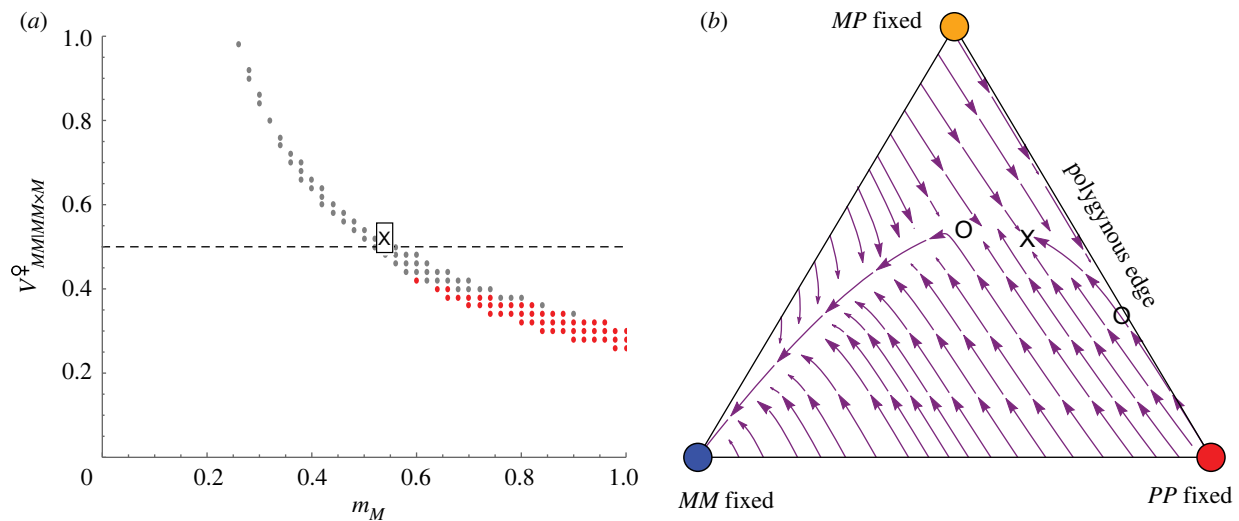 (a)
1.0
0.8
0.6
0.4
0.2
V♀MM|MM×M
x
0
0.2
0.4
0.6
0.8
1.0
mM
(b)
MP fixed
polygynous edge
O
X
O
MM fixed
PP fixed